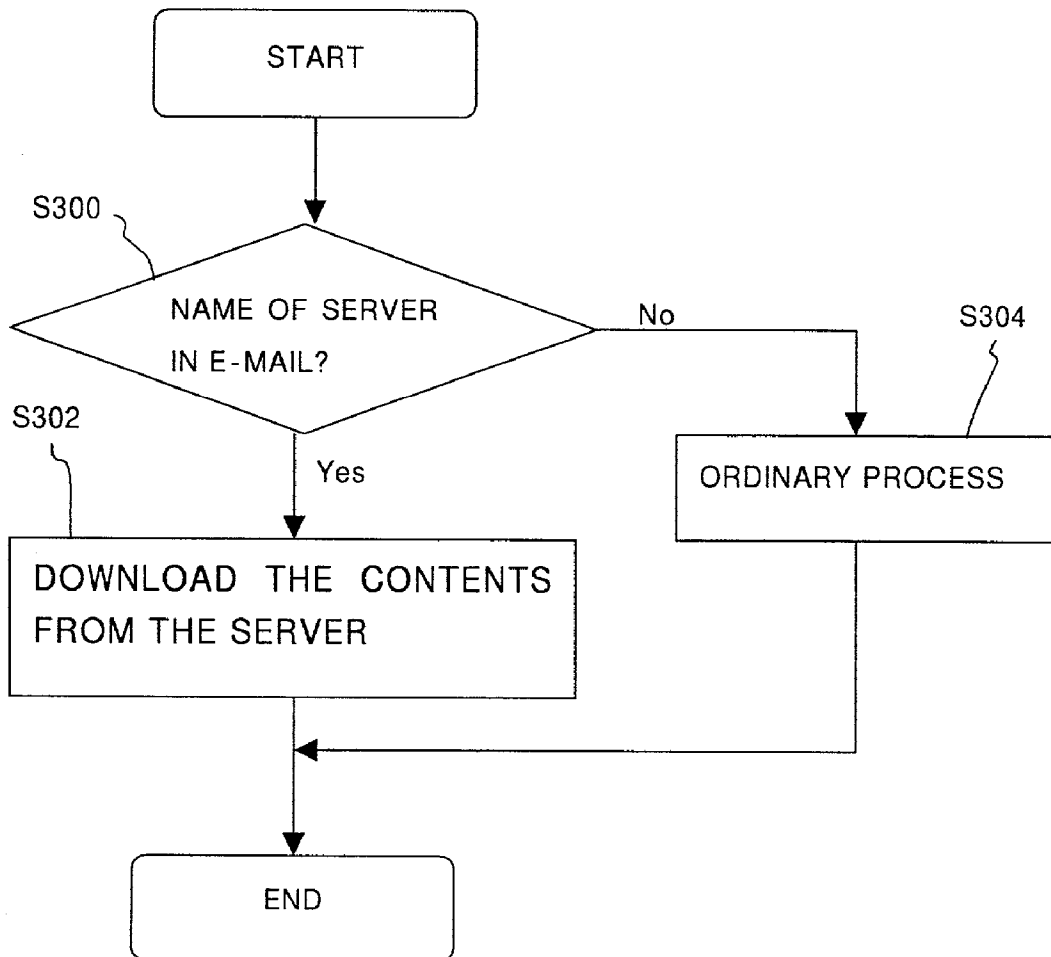 START
S300
NAME OF SERVER
IN E-MAIL?
No
S304
S302
Yes
ORDINARY PROCESS
DOWNLOAD THE CONTENTS
FROM THE SERVER
END